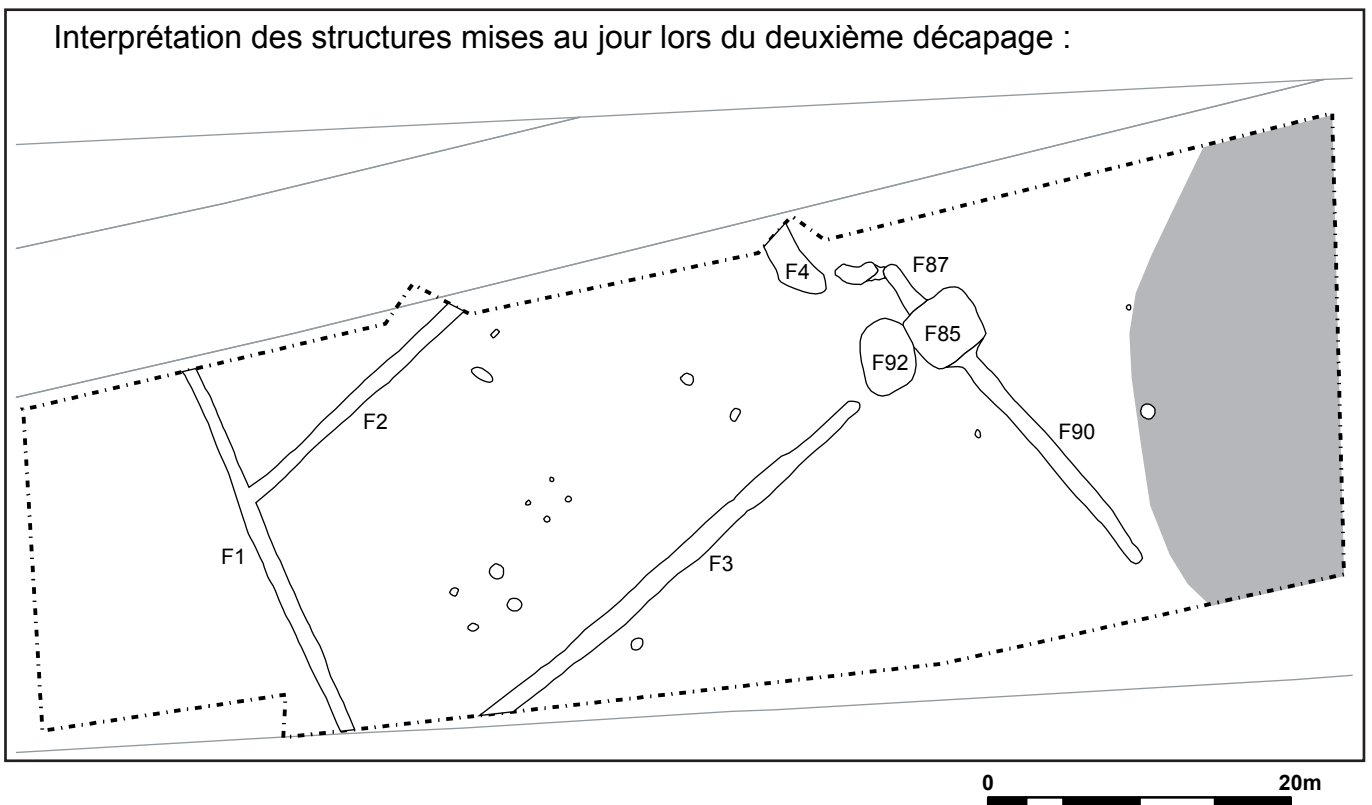 Interprétation des structures mises au jour lors du deuxième décapage :
F4
F87
F85
F92
F2
F90
F1
F3
0 20m